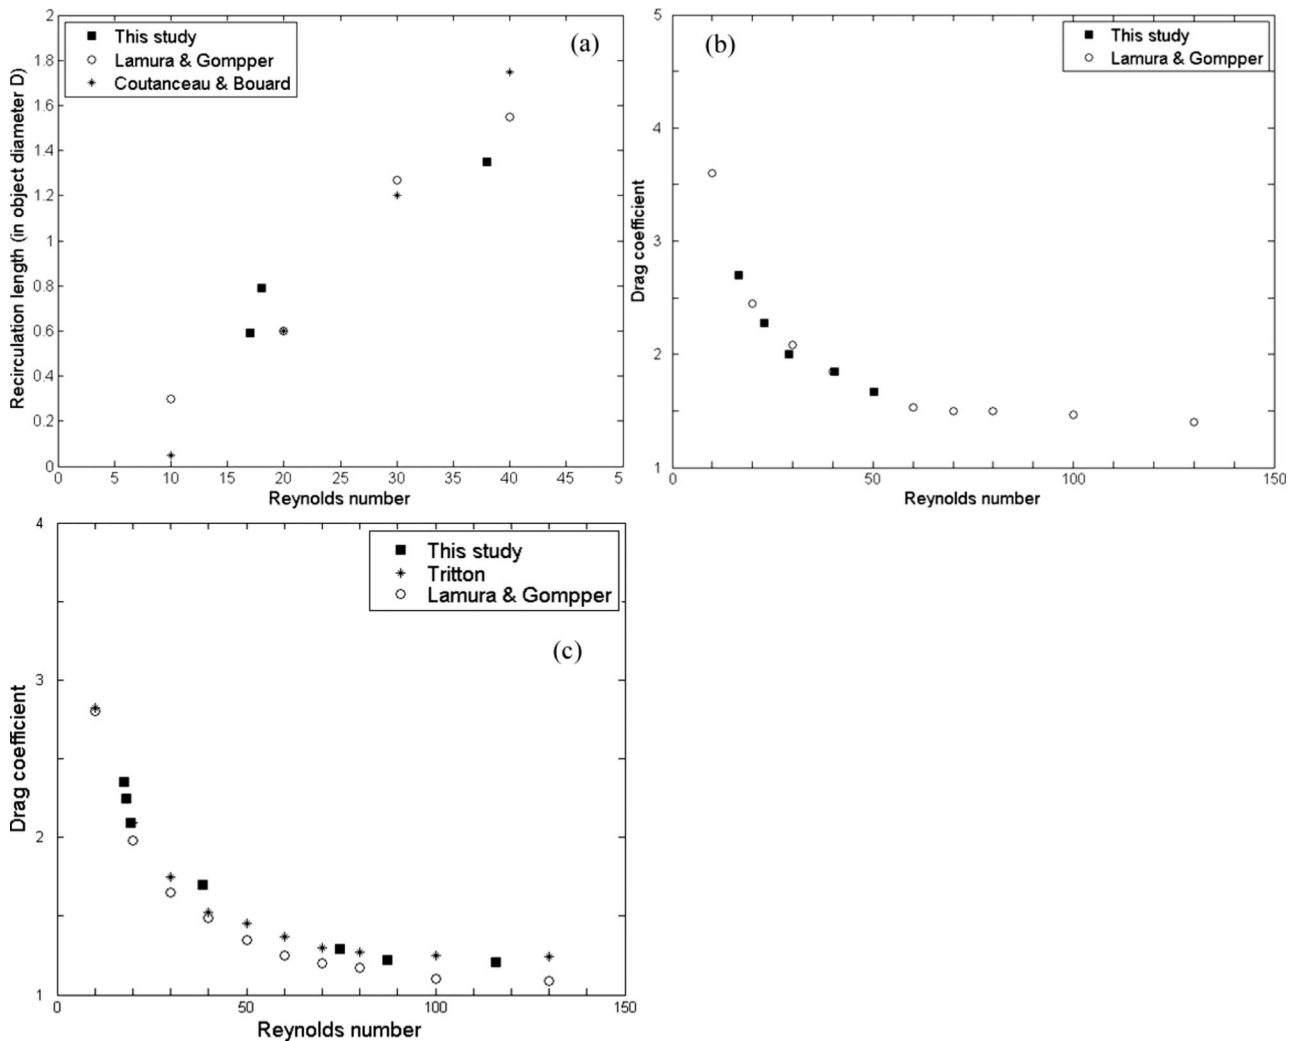 2
1.8
1.6
1.4
1.2
1
0.8
0.6
0.4
0.2
0
Recirculation length (in object diameter D)
This study
Lamura & Gompper
Coutanceau & Bouard
(a)
0 5 10 15 20 25 30 35 40 45 5
Reynolds number
5
4
3
2
1
Drag coefficient
(b)
This study
Lamura & Gompper
0 50 100 150
Reynolds number
4
3
2
1
Drag coefficient
This study
Tritton
Lamura & Gompper
(c)
0 50 100 150
Reynolds number